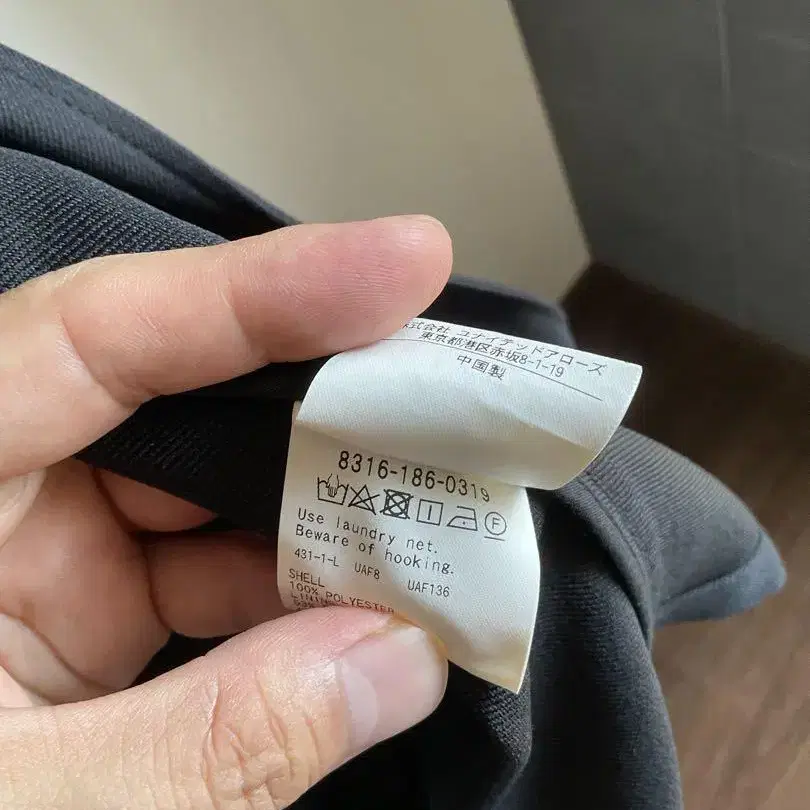 株式会社 ユナイテッドアローズ
東京都港区赤坂8-1-19
中国製
8316-186-0319
Use laundry net.
Beware of hooking.
431-1-L UAF8 UAF136
SHELL
100% POLYESTER